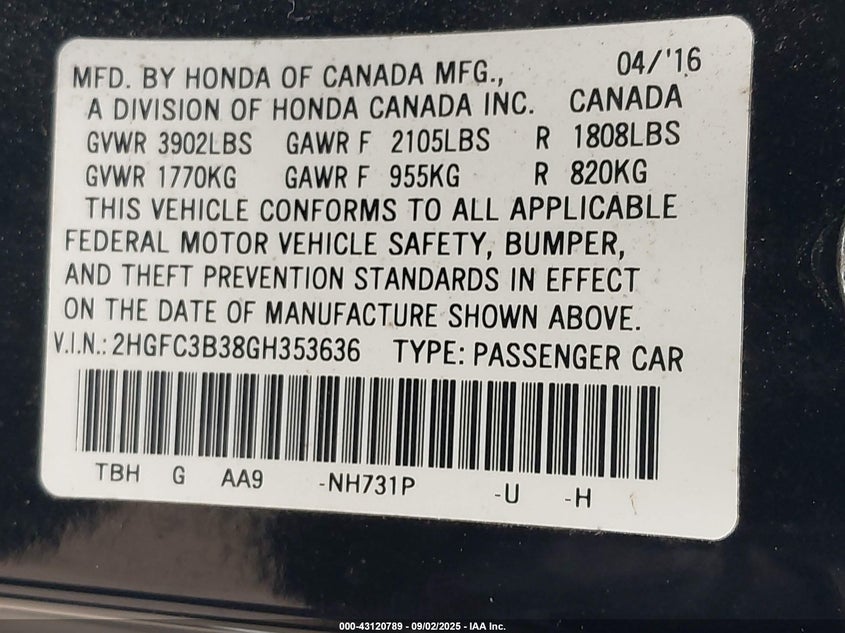 MFD. BY HONDA OF CANADA MFG., 04/'16
A DIVISION OF HONDA CANADA INC. CANADA
GVWR 3902LBS GAWR F 2105LBS R 1808LBS
GVWR 1770KG GAWR F 955KG R 820KG
THIS VEHICLE CONFORMS TO ALL APPLICABLE
FEDERAL MOTOR VEHICLE SAFETY, BUMPER,
AND THEFT PREVENTION STANDARDS IN EFFECT
ON THE DATE OF MANUFACTURE SHOWN ABOVE.
V.I.N.: 2HGFC3B38GH353636 TYPE: PASSENGER CAR
TBH G AA9 -NH731P -U -H
000-43120789 - 09/02/2025 - IAA Inc.